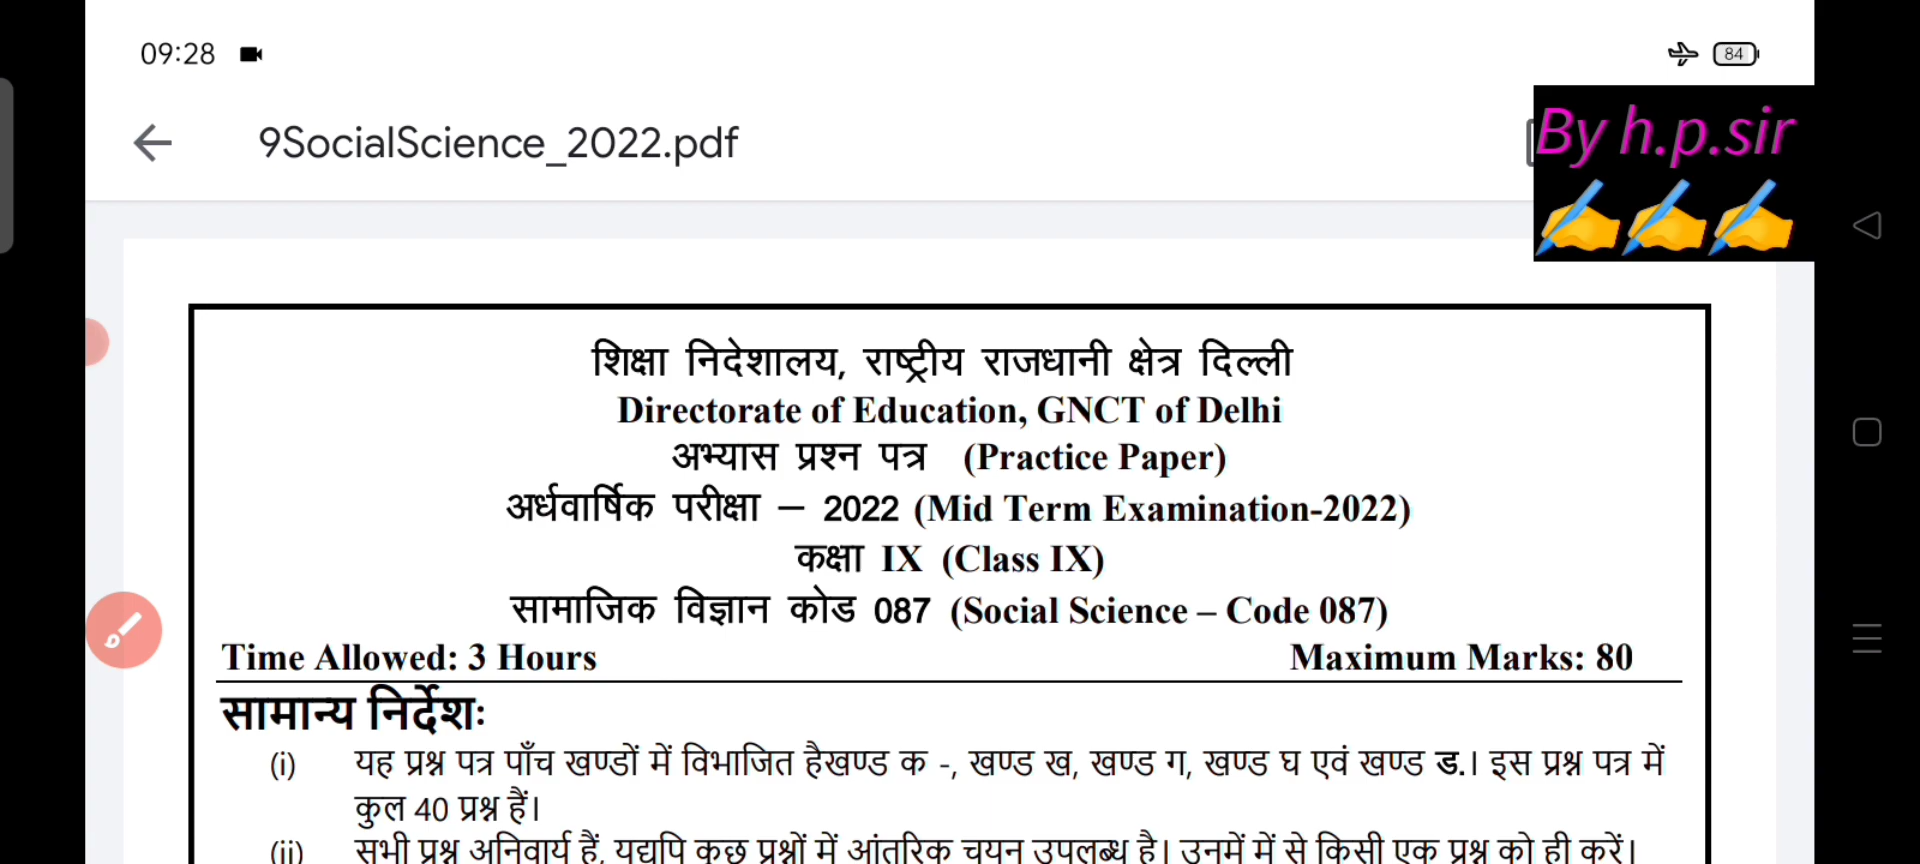 09:28
84
9SocialScience_2022.pdf
By h.p.sir
शिक्षा निदेशालय, राष्ट्रीय राजधानी क्षेत्र दिल्ली
Directorate of Education, GNCT of Delhi
अभ्यास प्रश्न पत्र (Practice Paper)
अर्धवार्षिक परीक्षा – 2022 (Mid Term Examination-2022)
कक्षा IX (Class IX)
सामाजिक विज्ञान कोड 087 (Social Science – Code 087)
Time Allowed: 3 Hours Maximum Marks: 80
सामान्य निर्देशः
(i) यह प्रश्न पत्र पाँच खण्डों में विभाजित हैखण्ड क -, खण्ड ख, खण्ड ग, खण्ड घ एवं खण्ड ड.। इस प्रश्न पत्र में
कुल 40 प्रश्न हैं।
(ii) सभी प्रश्न अनिवार्य हैं, यद्यपि कुछ प्रश्नों में आंतरिक चयन उपलब्ध है। उनमें में से किसी एक प्रश्न को ही करें।